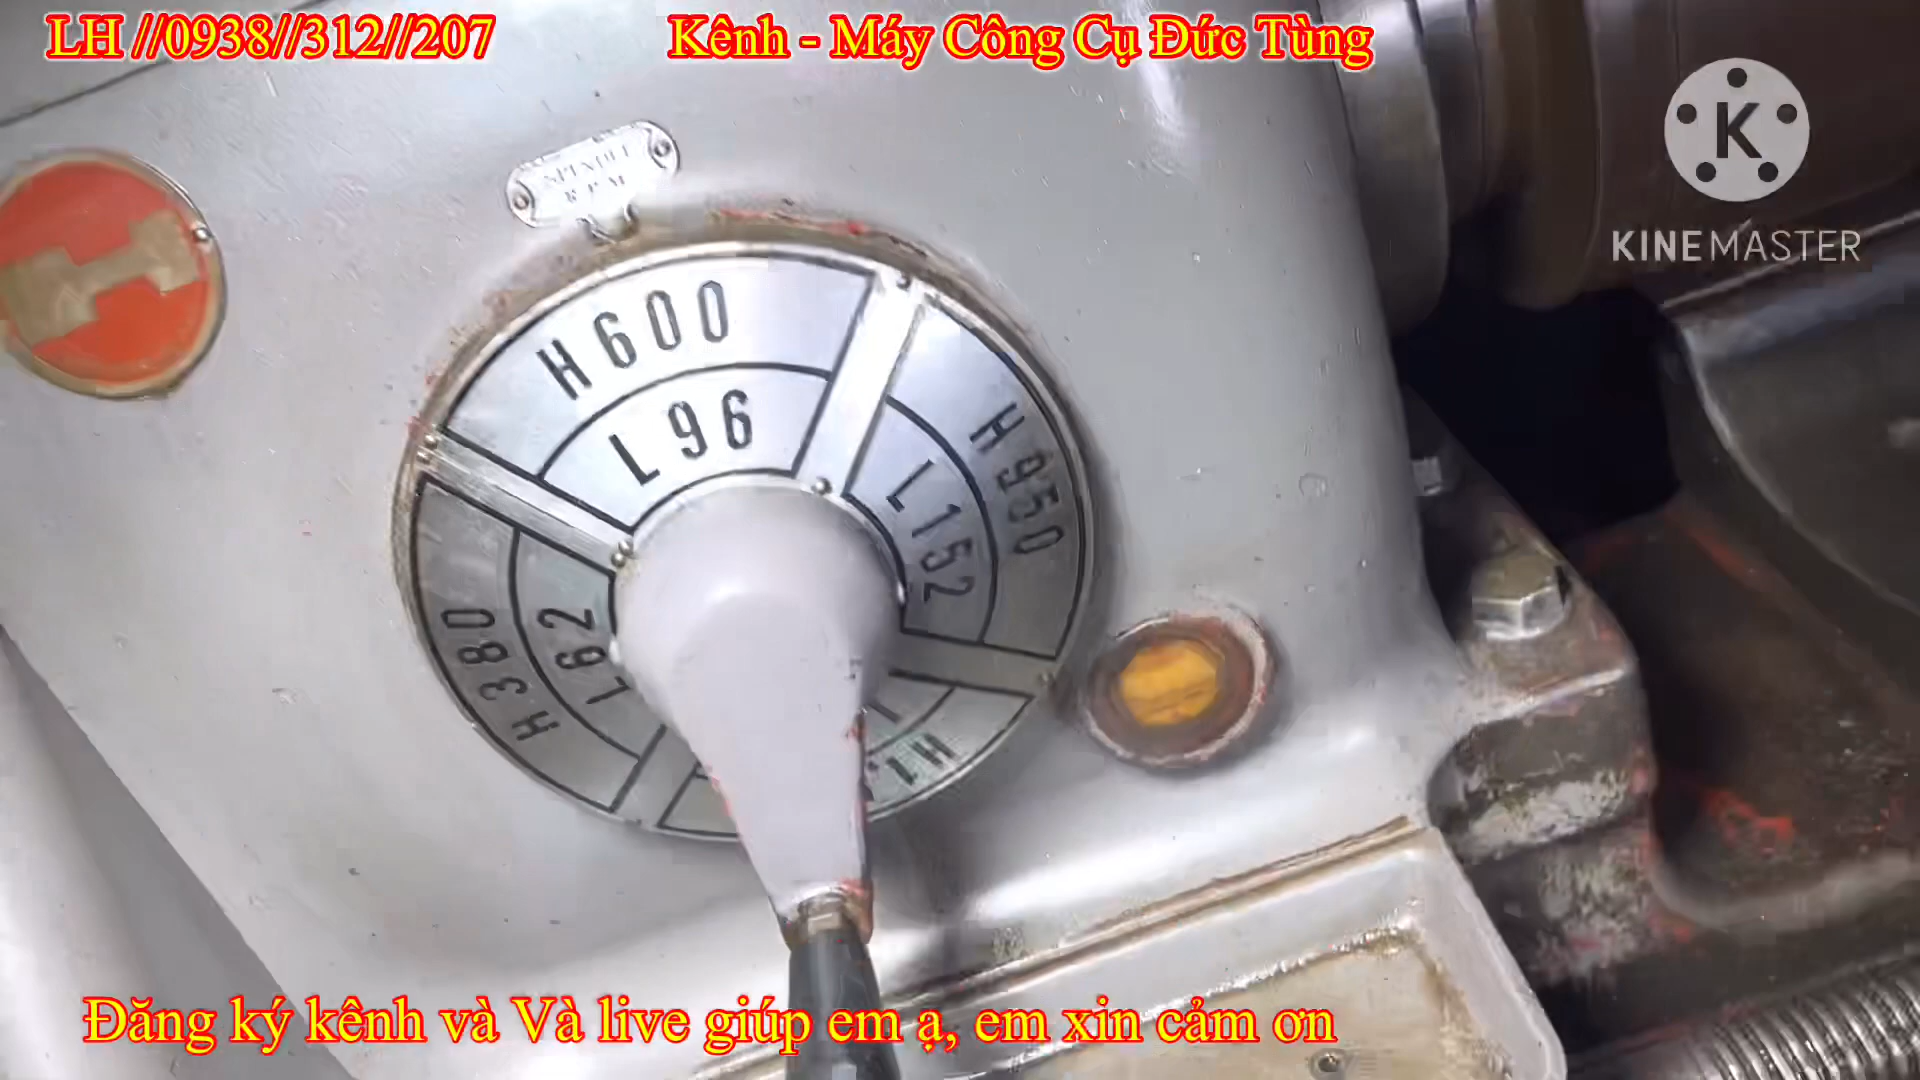 LH //0938//312//207
Kênh - Máy Công Cụ Đức Tùng
K
KINEMASTER
SPINDLE
R.P.M
H600
L96
H950
L152
H380
L62
Đăng ký kênh và Và live giúp em ạ, em xin cảm ơn